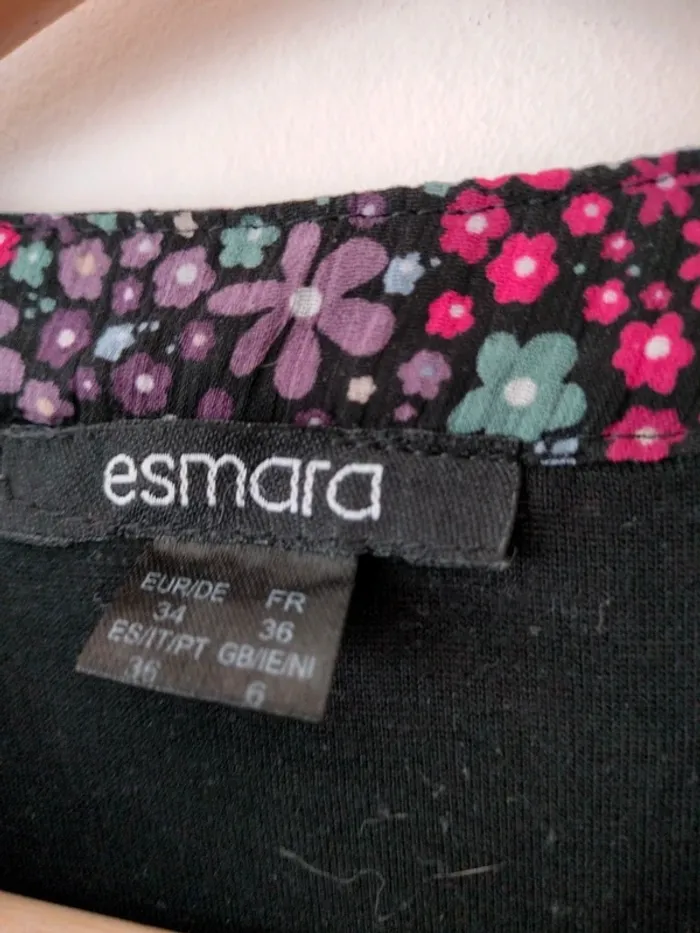 esmara
EUR/DE FR
34 36
ES/IT/PT GB/IE/NI
36 6